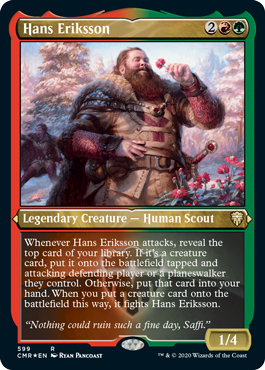 Hans Eriksson 2
Legendary Creature — Human Scout
Whenever Hans Eriksson attacks, reveal the
top card of your library. If it's a creature
card, put it onto the battlefield tapped and
attacking defending player or a planeswalker
they control. Otherwise, put that card into your
hand. When you put a creature card onto the
battlefield this way, it fights Hans Eriksson.
"Nothing could ruin such a fine day, Saffi."
1/4
599 R
CMR EN RYAN PANCOAST ™ & © 2020 Wizards of the Coast